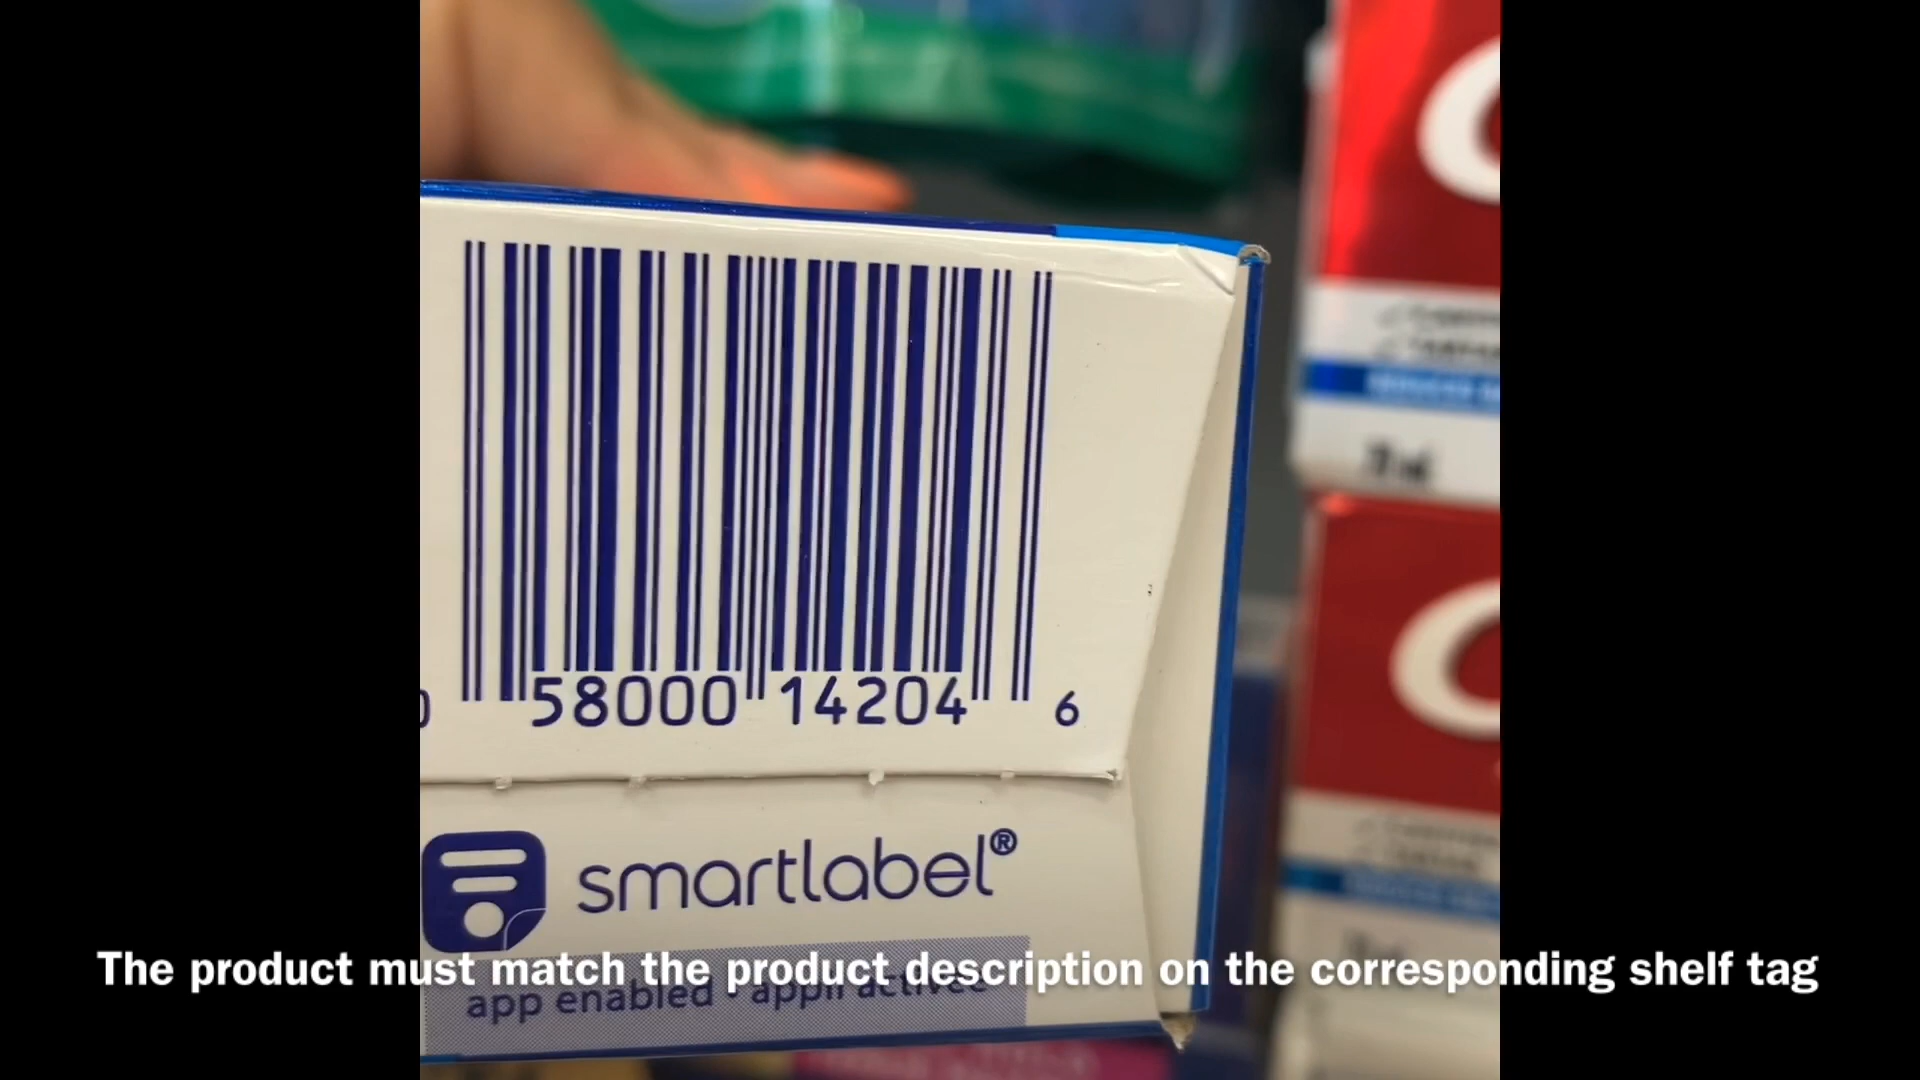 58000 14204 6
smartlabel®
app enabled · appli activée
The product must match the product description on the corresponding shelf tag